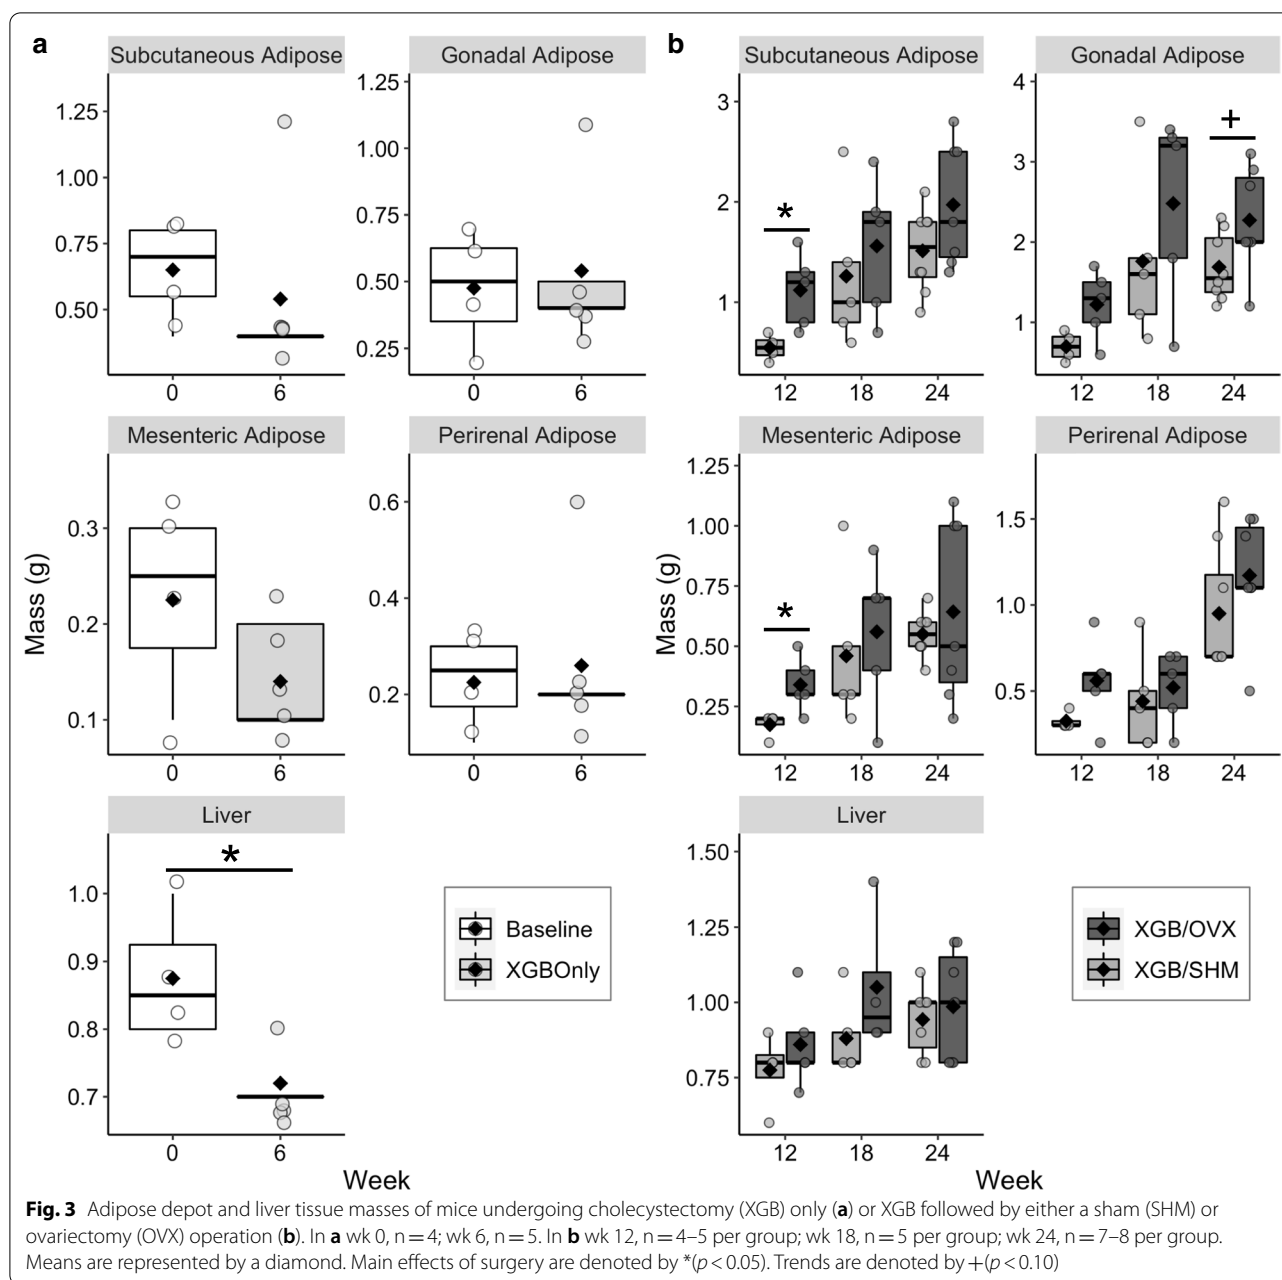 a
b
Subcutaneous Adipose
Gonadal Adipose
Subcutaneous Adipose
Gonadal Adipose
1.25
1.00
0.75
0.50
0 6
1.25
1.00
0.75
0.50
0.25
0 6
3
2
1
*
12 18 24
4
3
2
1
+
12 18 24
Mesenteric Adipose
Perirenal Adipose
Mesenteric Adipose
Perirenal Adipose
Mass (g)
0.3
0.2
0.1
0 6
0.6
0.4
0.2
0 6
Mass (g)
1.25
1.00
0.75
0.50
0.25
*
12 18 24
1.5
1.0
0.5
12 18 24
Liver
1.0
0.9
0.8
0.7
*
0 6
Baseline
XGBOnly
Week
Liver
1.50
1.25
1.00
0.75
12 18 24
XGB/OVX
XGB/SHM
Week
Fig. 3 Adipose depot and liver tissue masses of mice undergoing cholecystectomy (XGB) only (a) or XGB followed by either a sham (SHM) or
ovariectomy (OVX) operation (b). In a wk 0, n = 4; wk 6, n = 5. In b wk 12, n = 4–5 per group; wk 18, n = 5 per group; wk 24, n = 7–8 per group.
Means are represented by a diamond. Main effects of surgery are denoted by *(p < 0.05). Trends are denoted by + (p < 0.10)